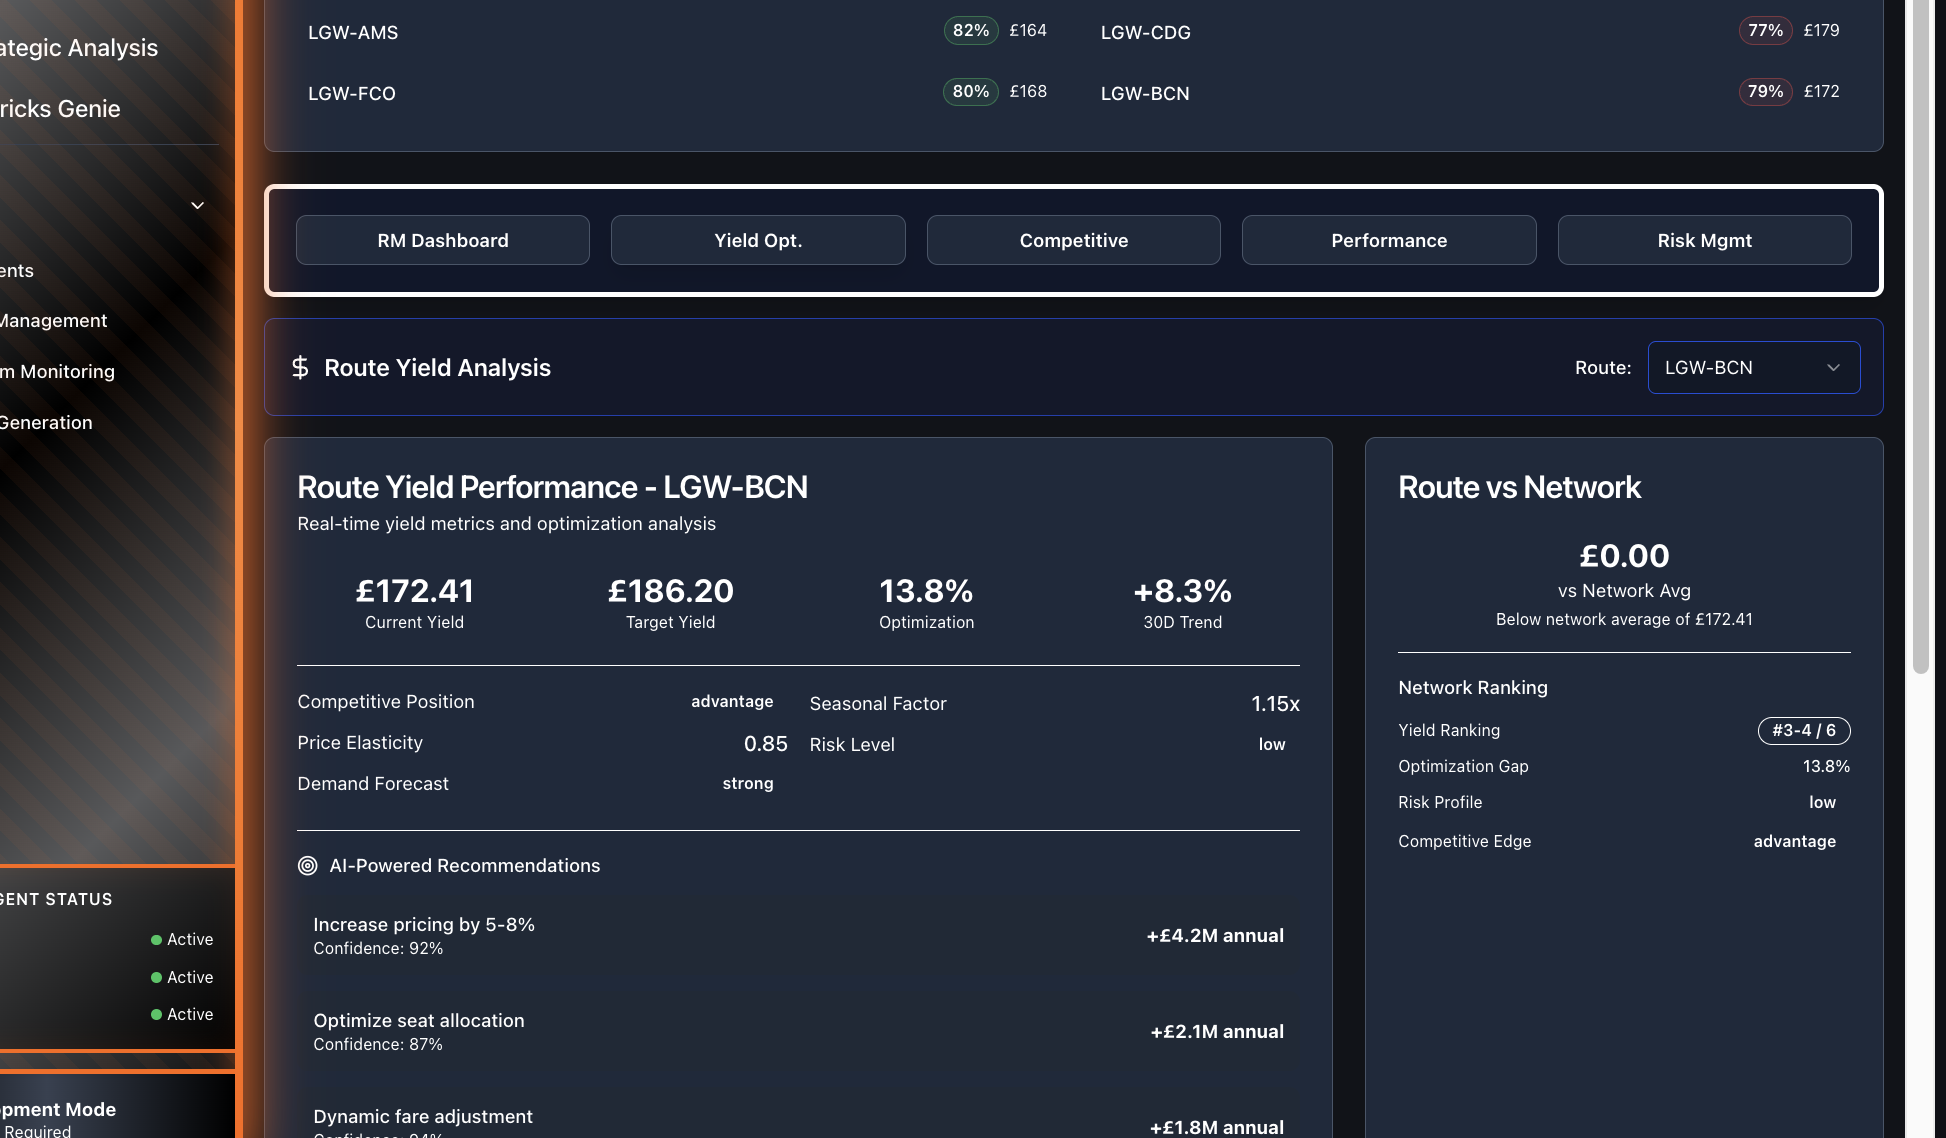 ategic Analysis
ricks Genie
ents
Management
m Monitoring
Generation
GENT STATUS
Active
Active
Active
opment Mode
Required
LGW-AMS 82% £164 LGW-CDG 77% £179
LGW-FCO 80% £168 LGW-BCN 79% £172
RM Dashboard Yield Opt. Competitive Performance Risk Mgmt
Route Yield Analysis Route: LGW-BCN
Route Yield Performance - LGW-BCN
Real-time yield metrics and optimization analysis
£172.41 £186.20 13.8% +8.3%
Current Yield Target Yield Optimization 30D Trend
Competitive Position advantage Seasonal Factor 1.15x
Price Elasticity 0.85 Risk Level low
Demand Forecast strong
AI-Powered Recommendations
Increase pricing by 5-8%
Confidence: 92%
+£4.2M annual
Optimize seat allocation
Confidence: 87%
+£2.1M annual
Dynamic fare adjustment
+£1.8M annual
Route vs Network
£0.00
vs Network Avg
Below network average of £172.41
Network Ranking
Yield Ranking #3-4 / 6
Optimization Gap 13.8%
Risk Profile low
Competitive Edge advantage